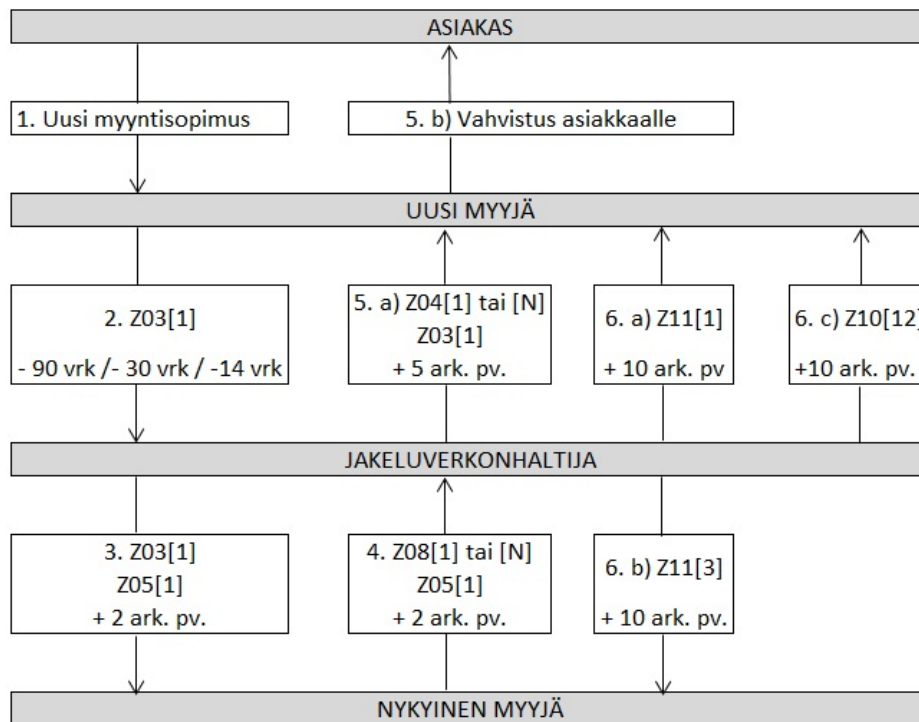 ASIAKAS
1. Uusi myyntisopimus
5. b) Vahvistus asiakkaalle
UUSI MYYJÄ
2. Z03[1]
- 90 vrk /- 30 vrk / -14 vrk
5. a) Z04[1] tai [N]
Z03[1]
+ 5 ark. pv.
6. a) Z11[1]
+ 10 ark. pv
6. c) Z10[12]
+10 ark. pv.
JAKELUVERKONHALTIJA
3. Z03[1]
Z05[1]
+ 2 ark. pv.
4. Z08[1] tai [N]
Z05[1]
+ 2 ark. pv.
6. b) Z11[3]
+ 10 ark. pv.
NYKYINEN MYYJÄ